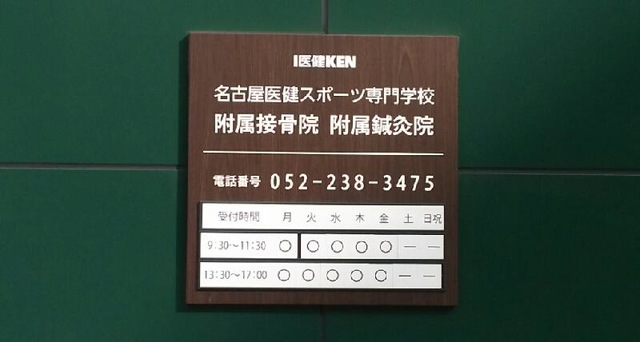 I医健KEN
名古屋医健スポーツ専門学校
附属接骨院 附属鍼灸院
電話番号 052-238-3475
受付時間 月 火 水 木 金 土 日祝
9:30～11:30 ○ ○ ○ ○ ○ — —
13:30～17:00 ○ ○ ○ ○ ○ — —